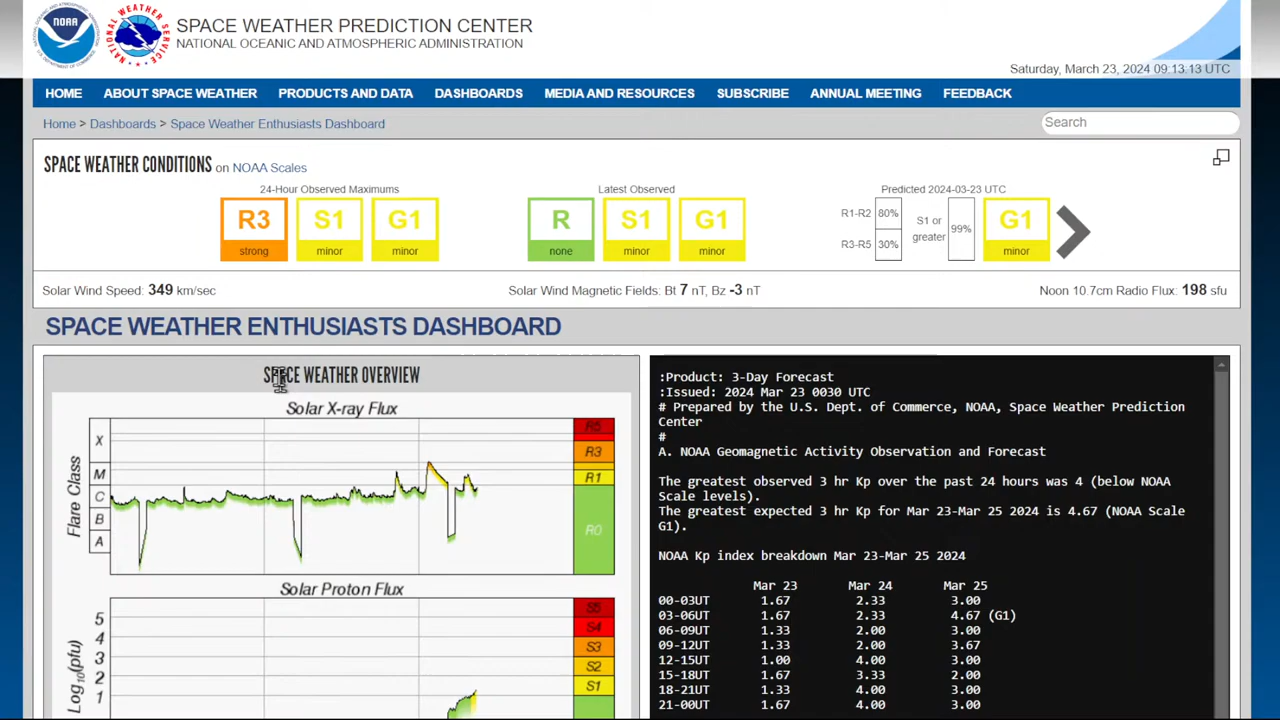 NOAA
SPACE WEATHER PREDICTION CENTER
NATIONAL OCEANIC AND ATMOSPHERIC ADMINISTRATION
Saturday, March 23, 2024 09:13:13 UTC
HOME ABOUT SPACE WEATHER PRODUCTS AND DATA DASHBOARDS MEDIA AND RESOURCES SUBSCRIBE ANNUAL MEETING FEEDBACK
Home > Dashboards > Space Weather Enthusiasts Dashboard
Search
SPACE WEATHER CONDITIONS on NOAA Scales
24-Hour Observed Maximums
R3 S1 G1
strong minor minor
Latest Observed
R S1 G1
none minor minor
Predicted 2024-03-23 UTC
R1-R2 80%
R3-R5 30%
S1 or
greater
99%
G1
minor
Solar Wind Speed: 349 km/sec
Solar Wind Magnetic Fields: Bt 7 nT, Bz -3 nT
Noon 10.7cm Radio Flux: 198 sfu
SPACE WEATHER ENTHUSIASTS DASHBOARD
SPACE WEATHER OVERVIEW
Solar X-ray Flux
Flare Class
X
M
C
B
A
R5
R3
R1
R0
Solar Proton Flux
Log10(pfu)
5
4
3
2
1
S5
S4
S3
S2
S1
:Product: 3-Day Forecast
:Issued: 2024 Mar 23 0030 UTC
# Prepared by the U.S. Dept. of Commerce, NOAA, Space Weather Prediction
Center
#
A. NOAA Geomagnetic Activity Observation and Forecast
The greatest observed 3 hr Kp over the past 24 hours was 4 (below NOAA
Scale levels).
The greatest expected 3 hr Kp for Mar 23-Mar 25 2024 is 4.67 (NOAA Scale
G1).
NOAA Kp index breakdown Mar 23-Mar 25 2024
Mar 23 Mar 24 Mar 25
00-03UT 1.67 2.33 3.00
03-06UT 1.67 2.33 4.67 (G1)
06-09UT 1.33 2.00 3.00
09-12UT 1.33 2.00 3.67
12-15UT 1.00 4.00 3.00
15-18UT 1.67 3.33 2.00
18-21UT 1.33 4.00 3.00
21-00UT 1.67 4.00 3.00